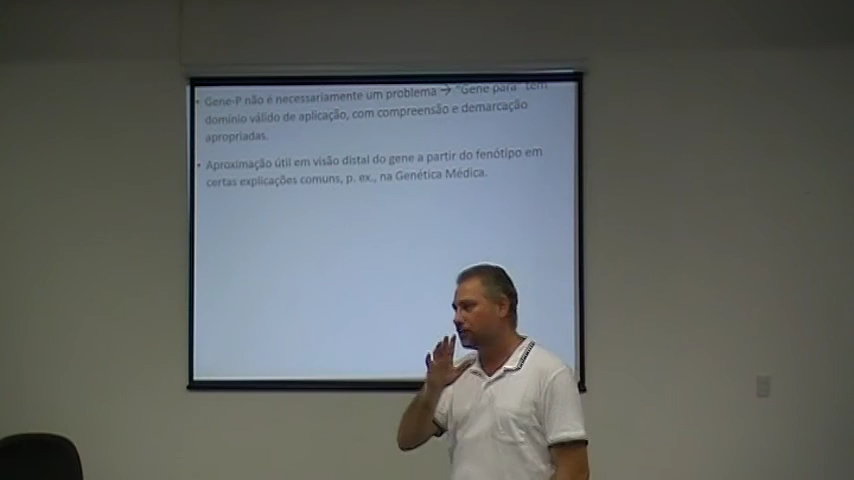 • Gene-P não é necessariamente um problema → "Gene para" têm
domínio válido de aplicação, com compreensão e demarcação
apropriadas.
• Aproximação útil em visão distal do gene a partir do fenótipo em
certas explicações comuns, p. ex., na Genética Médica.